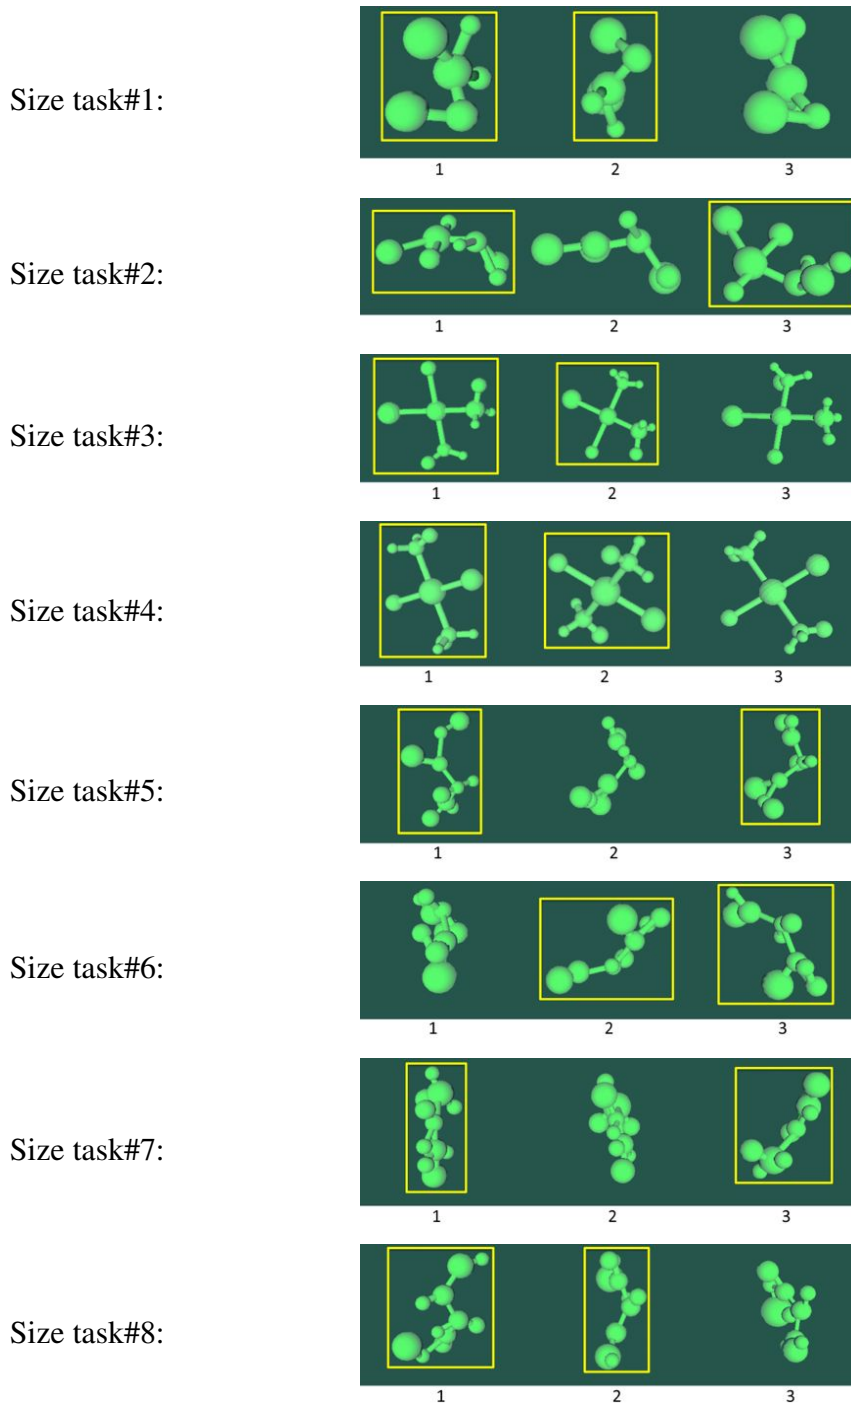 Size task#1:
1 2 3
Size task#2:
1 2 3
Size task#3:
1 2 3
Size task#4:
1 2 3
Size task#5:
1 2 3
Size task#6:
1 2 3
Size task#7:
1 2 3
Size task#8:
1 2 3